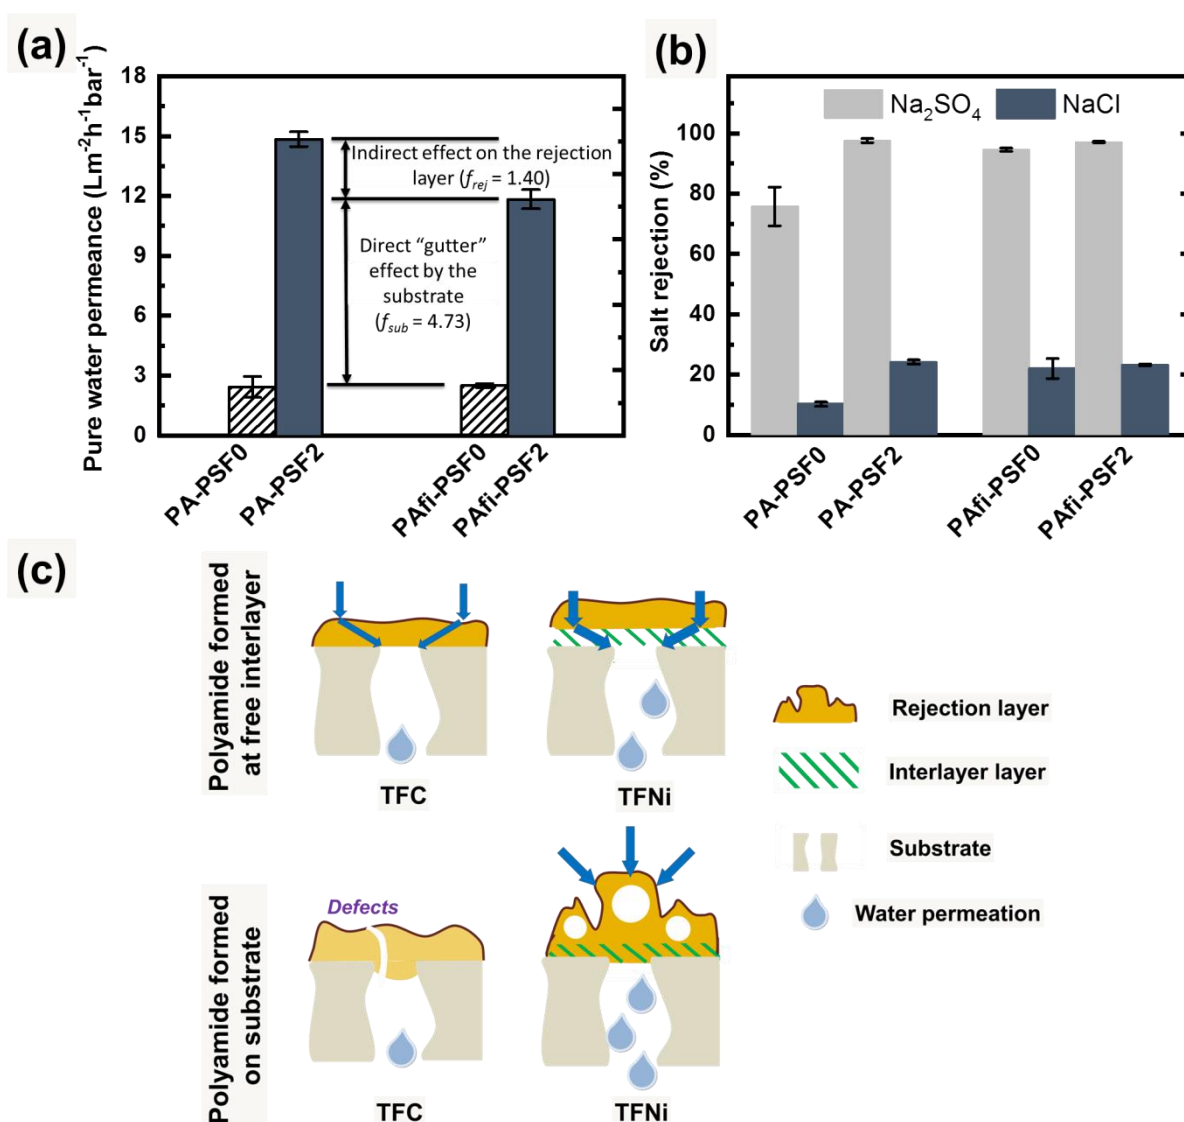 (a)
Pure water permeance (Lm⁻²h⁻¹bar⁻¹)
18
15
12
9
6
3
0
Indirect effect on the rejection
layer (f_rej = 1.40)
Direct “gutter”
effect by the
substrate
(f_sub = 4.73)
PA-PSF0
PA-PSF2
PAfi-PSF0
PAfi-PSF2
(b)
Salt rejection (%)
100
80
60
40
20
0
Na₂SO₄
NaCl
PA-PSF0
PA-PSF2
PAfi-PSF0
PAfi-PSF2
(c)
Polyamide formed
at free interlayer
TFC
TFNi
Polyamide formed
on substrate
Defects
TFC
TFNi
Rejection layer
Interlayer layer
Substrate
Water permeation